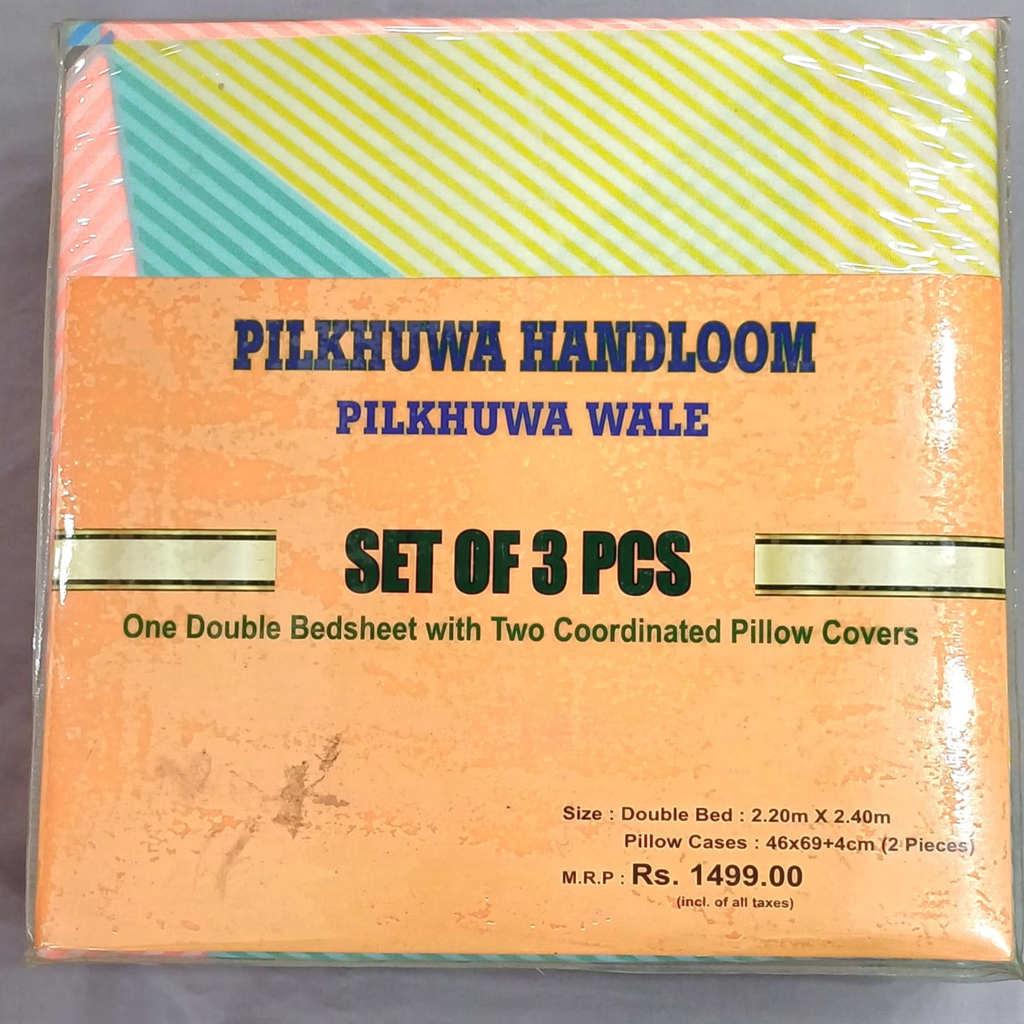 PILKHUWA HANDLOOM
PILKHUWA WALE
SET OF 3 PCS
One Double Bedsheet with Two Coordinated Pillow Covers
Size : Double Bed : 2.20m X 2.40m
Pillow Cases : 46x69+4cm (2 Pieces)
M.R.P : Rs. 1499.00
(incl. of all taxes)